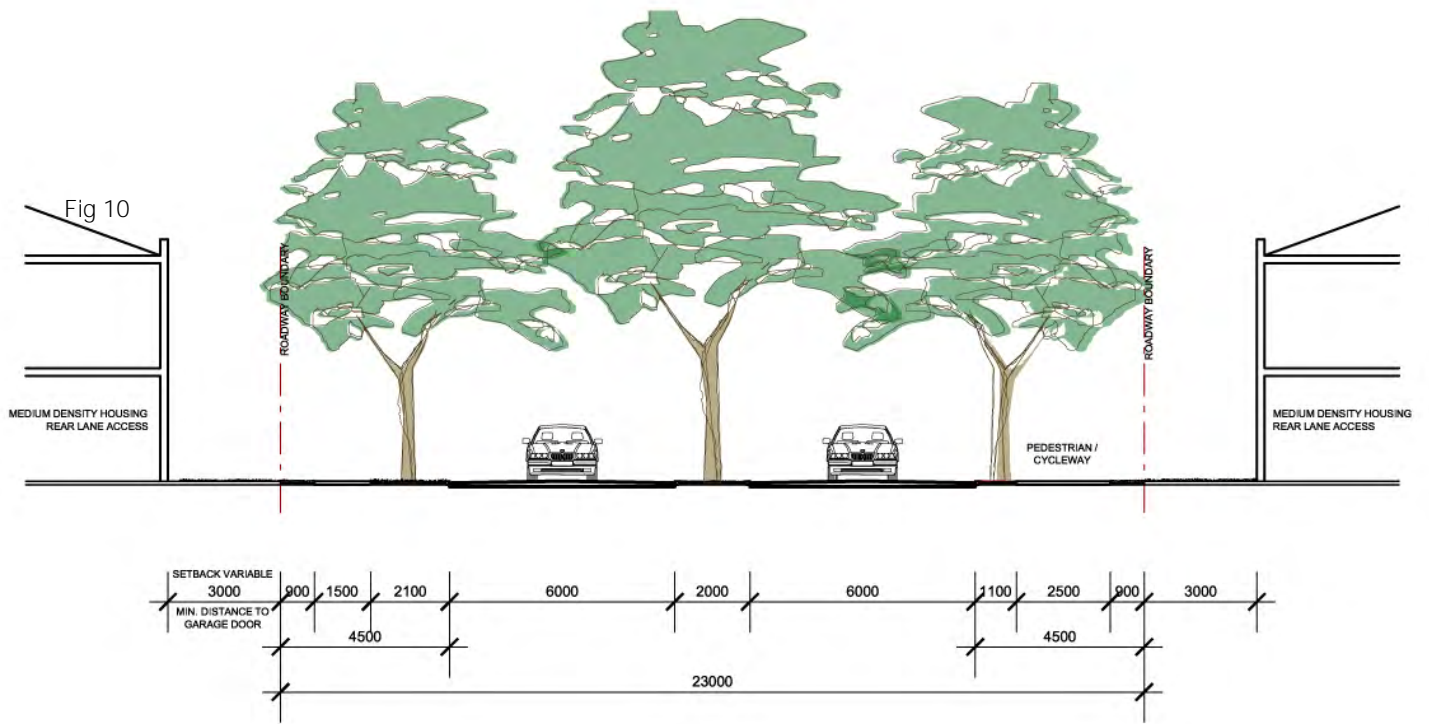 Fig 10
ROADWAY BOUNDARY
ROADWAY BOUNDARY
MEDIUM DENSITY HOUSING
REAR LANE ACCESS
PEDESTRIAN /
CYCLEWAY
MEDIUM DENSITY HOUSING
REAR LANE ACCESS
SETBACK VARIABLE
3000 900 1500 2100 6000 2000 6000 1100 2500 900 3000
MIN. DISTANCE TO
GARAGE DOOR
4500 4500
23000